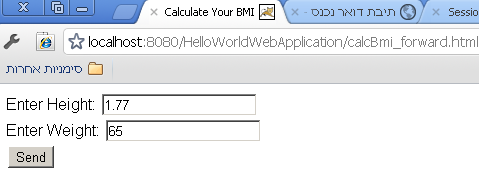 Calculate Your BMI
תיבת דואר נכנס -
Sessio
localhost:8080/HelloWorldWebApplication/calcBmi_forward.html
סימניות אחרות
Enter Height: 1.77
Enter Weight: 65
Send